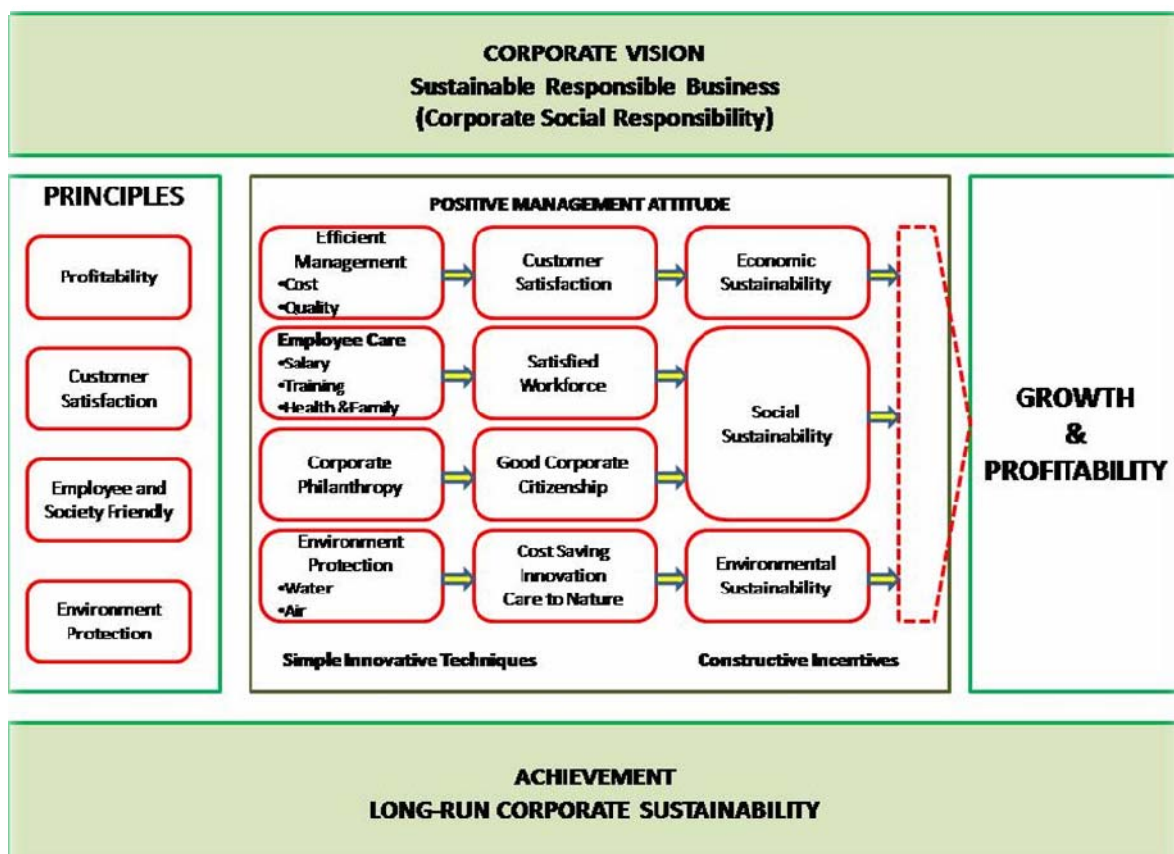 CORPORATE VISION
Sustainable Responsible Business
(Corporate Social Responsibility)
PRINCIPLES
Profitability
Customer
Satisfaction
Employee and
Society Friendly
Environment
Protection
POSITIVE MANAGEMENT ATTITUDE
Efficient
Management
•Cost
•Quality
Customer
Satisfaction
Economic
Sustainability
Employee Care
•Salary
•Training
•Health &Family
Satisfied
Workforce
Social
Sustainability
Corporate
Philanthropy
Good Corporate
Citizenship
Environment
Protection
•Water
•Air
Cost Saving
Innovation
Care to Nature
Environmental
Sustainability
Simple Innovative Techniques
Constructive Incentives
GROWTH
&
PROFITABILITY
ACHIEVEMENT
LONG-RUN CORPORATE SUSTAINABILITY